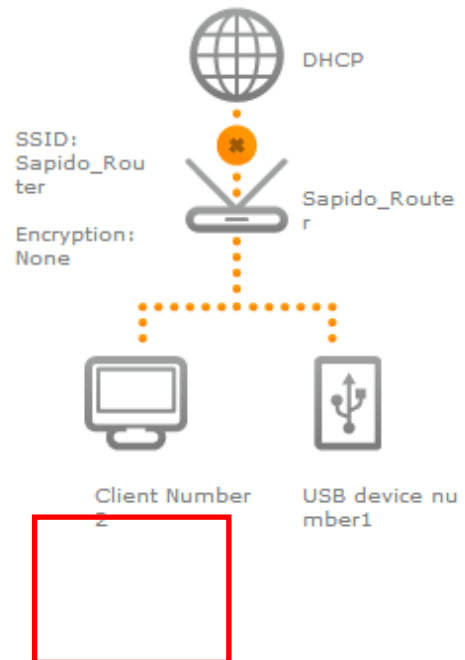 DHCP
SSID:
Sapido_Rou
ter
Sapido_Route
r
Encryption:
None
Client Number
2
USB device nu
mber1